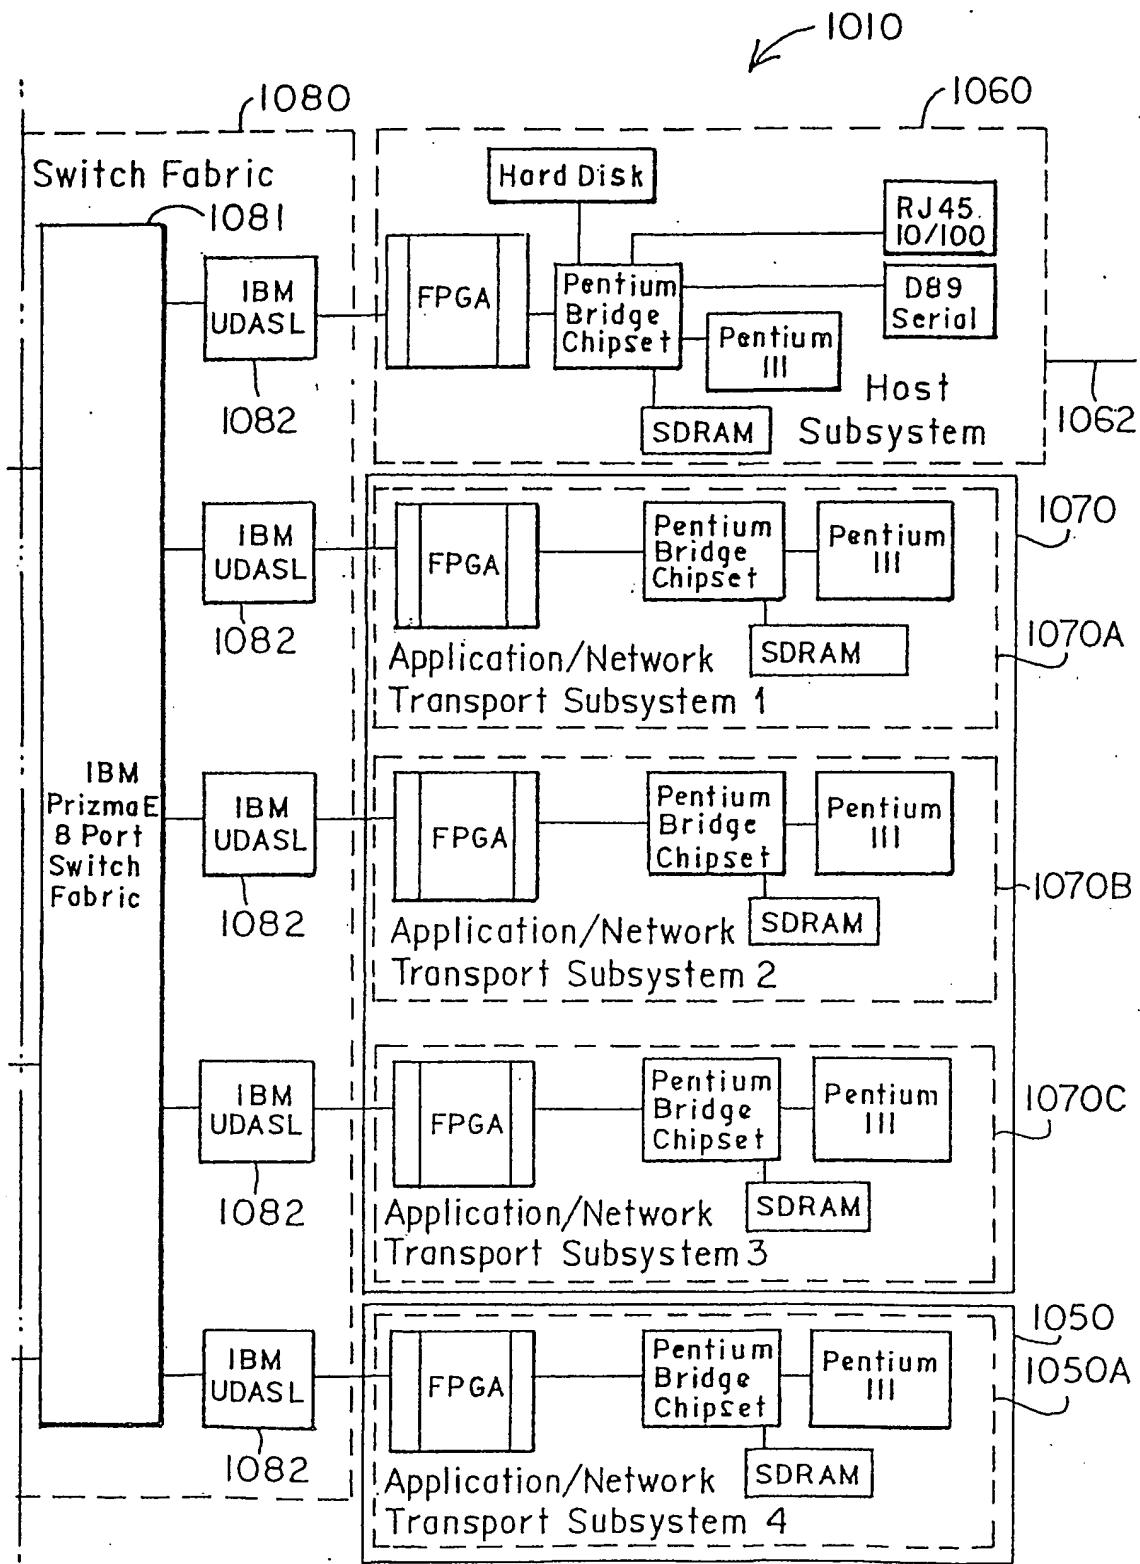 1010
1080
1060
Switch Fabric
1081
Hard Disk
RJ45
10/100
IBM
UDASL
FPGA
Pentium
Bridge
Chipset
D89
Serial
Pentium
III
1082
SDRAM
Host
Subsystem
1062
IBM
UDASL
FPGA
Pentium
Bridge
Chipset
Pentium
III
1070
1082
SDRAM
1070A
Application/Network
Transport Subsystem 1
IBM
PrizmaE
8 Port
Switch
Fabric
IBM
UDASL
FPGA
Pentium
Bridge
Chipset
Pentium
III
1070B
1082
SDRAM
Application/Network
Transport Subsystem 2
IBM
UDASL
FPGA
Pentium
Bridge
Chipset
Pentium
III
1070C
1082
SDRAM
Application/Network
Transport Subsystem 3
1050
IBM
UDASL
FPGA
Pentium
Bridge
Chipset
Pentium
III
1050A
1082
SDRAM
Application/Network
Transport Subsystem 4